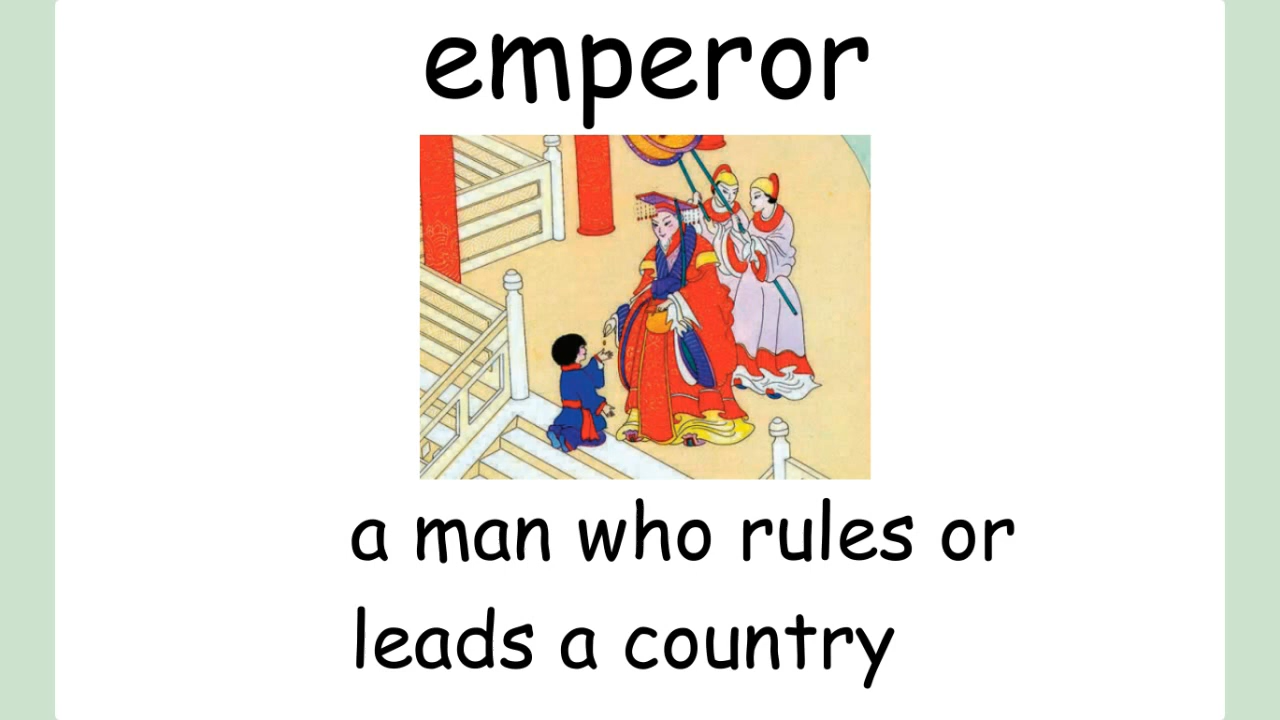 emperor
a man who rules or
leads a country